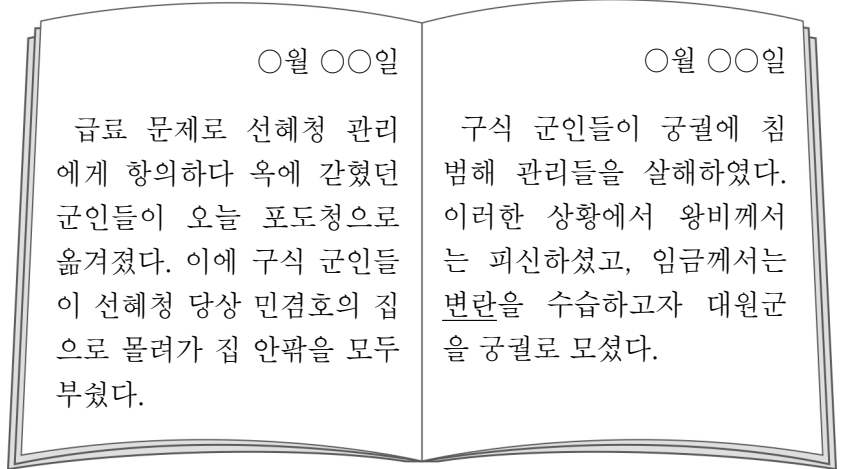 ○월 ○○일
급료 문제로 선혜청 관리
에게 항의하다 옥에 갇혔던
군인들이 오늘 포도청으로
옮겨졌다. 이에 구식 군인들
이 선혜청 당상 민겸호의 집
으로 몰려가 집 안팎을 모두
부쉈다.
○월 ○○일
구식 군인들이 궁궐에 침
범해 관리들을 살해하였다.
이러한 상황에서 왕비께서
는 피신하셨고, 임금께서는
변란을 수습하고자 대원군
을 궁궐로 모셨다.